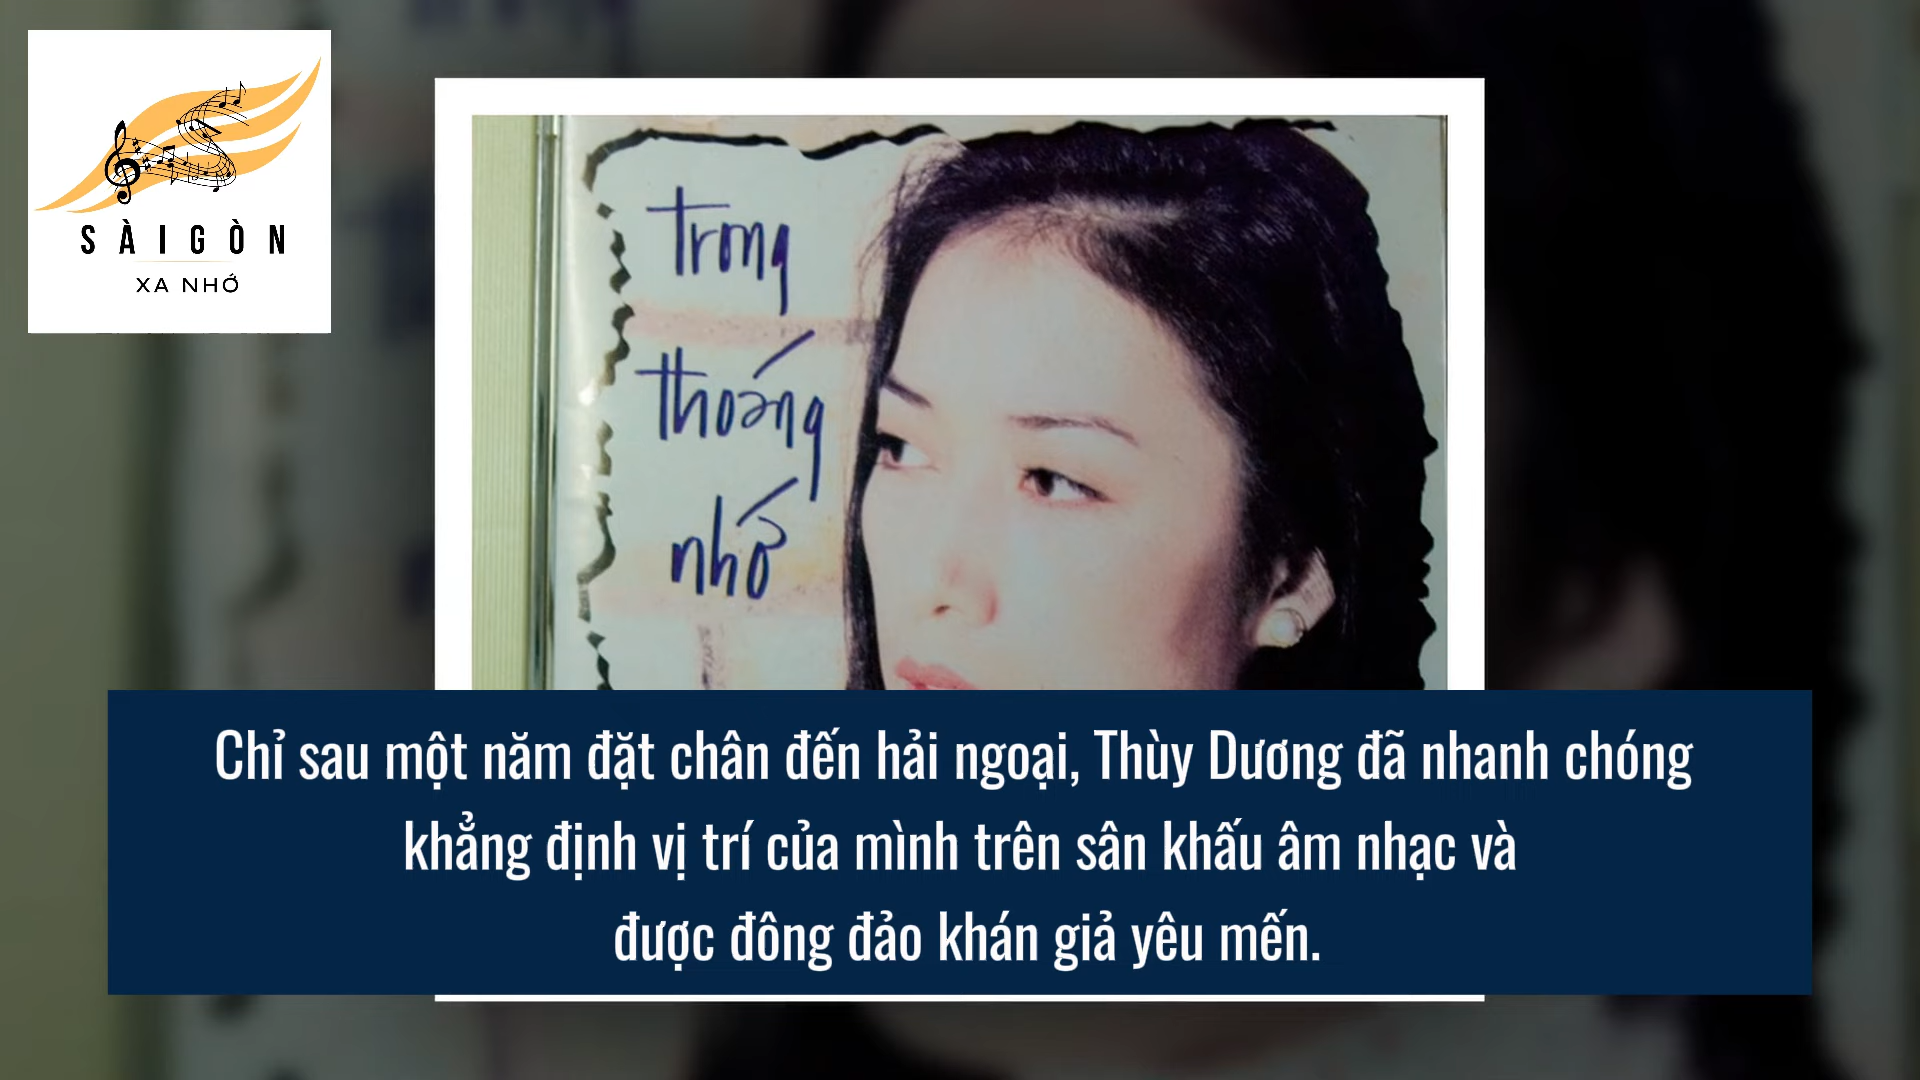 SÀIGÒN
XA NHỚ
trong
thoáng
nhớ
Chỉ sau một năm đặt chân đến hải ngoại, Thùy Dương đã nhanh chóng
khẳng định vị trí của mình trên sân khấu âm nhạc và
được đông đảo khán giả yêu mến.